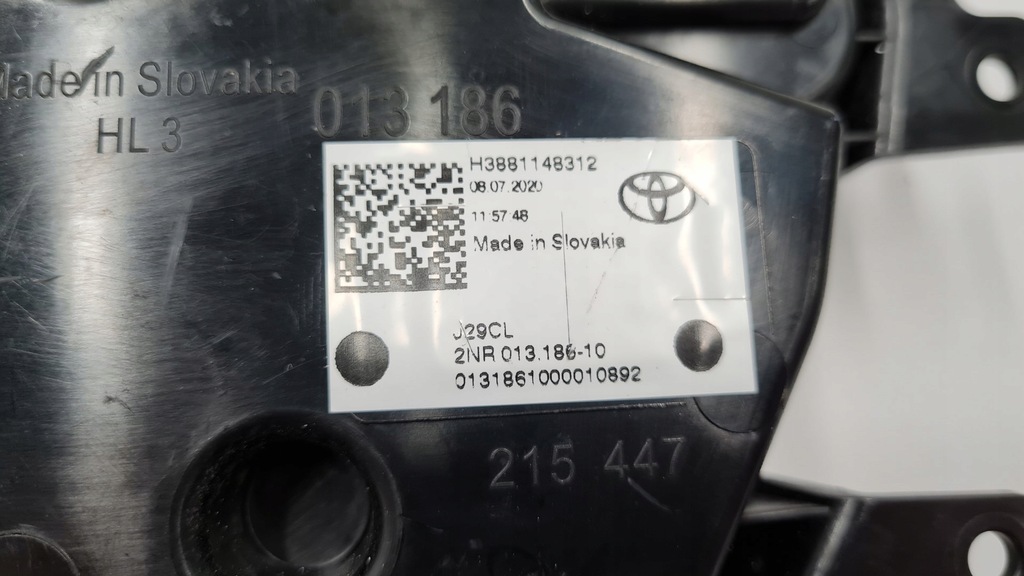 Made in Slovakia
HL 3
013 186
H3881148312
08.07.2020
11:57:48
Made in Slovakia
J29CL
2NR 013.186-10
0131861000010892
215 447